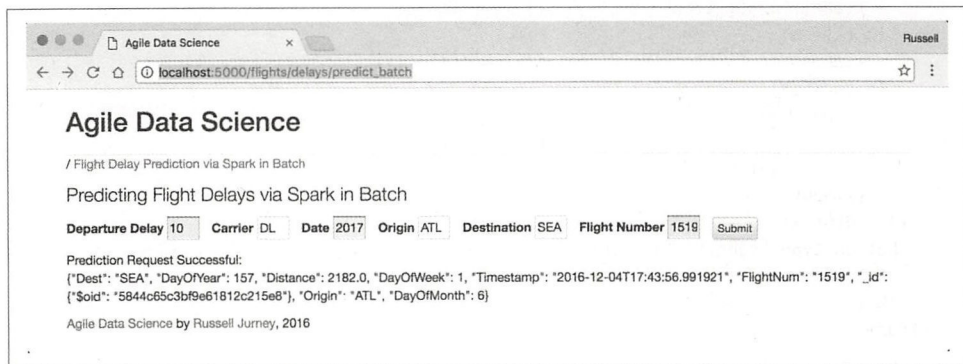 Agile Data Science
Russell
localhost:5000/flights/delays/predict_batch
Agile Data Science
/ Flight Delay Prediction via Spark in Batch
Predicting Flight Delays via Spark in Batch
Departure Delay 10 Carrier DL Date 2017 Origin ATL Destination SEA Flight Number 1519 Submit
Prediction Request Successful:
{"Dest": "SEA", "DayOfYear": 157, "Distance": 2182.0, "DayOfWeek": 1, "Timestamp": "2016-12-04T17:43:56.991921", "FlightNum": "1519", "_id":
{"$oid": "5844c65c3bf9e61812c215e8"}, "Origin": "ATL", "DayOfMonth": 6}
Agile Data Science by Russell Jurney, 2016